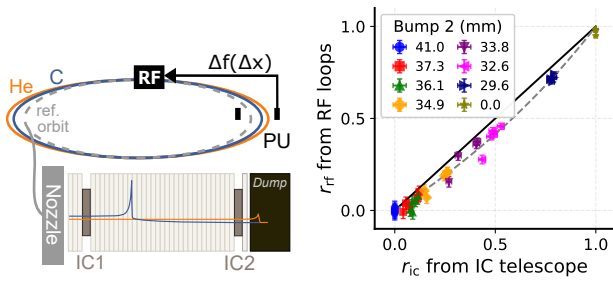 He
C
RF
Δf(Δx)
ref.
orbit
PU
Nozzle
Dump
IC1
IC2
r_rf from RF loops
1.0
0.5
0.0
Bump 2 (mm)
41.0
37.3
36.1
34.9
33.8
32.6
29.6
0.0
0.0
0.5
1.0
r_ic from IC telescope